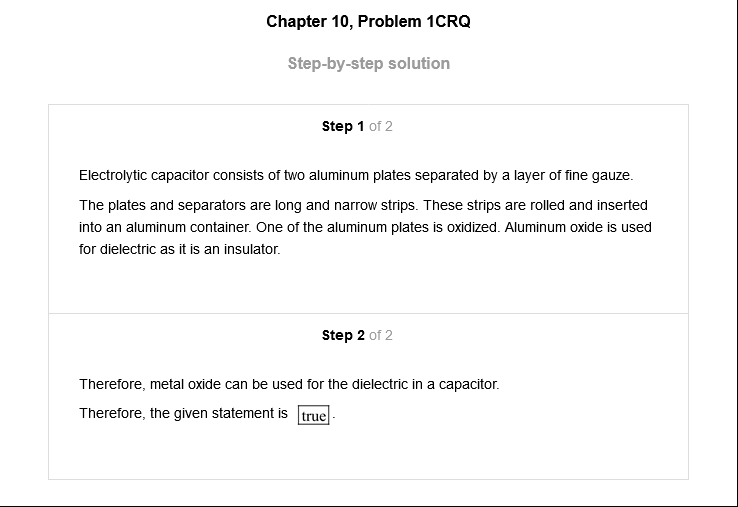 Chapter 10, Problem 1CRQ
Step-by-step solution
Step 1 of 2
Electrolytic capacitor consists of two aluminum plates separated by a layer of fine gauze.
The plates and separators are long and narrow strips. These strips are rolled and inserted
into an aluminum container. One of the aluminum plates is oxidized. Aluminum oxide is used
for dielectric as it is an insulator.
Step 2 of 2
Therefore, metal oxide can be used for the dielectric in a capacitor.
Therefore, the given statement is true.